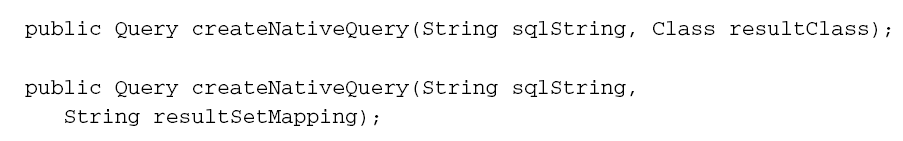 public Query createNativeQuery(String sqlString, Class resultClass);
public Query createNativeQuery(String sqlString,
String resultSetMapping);